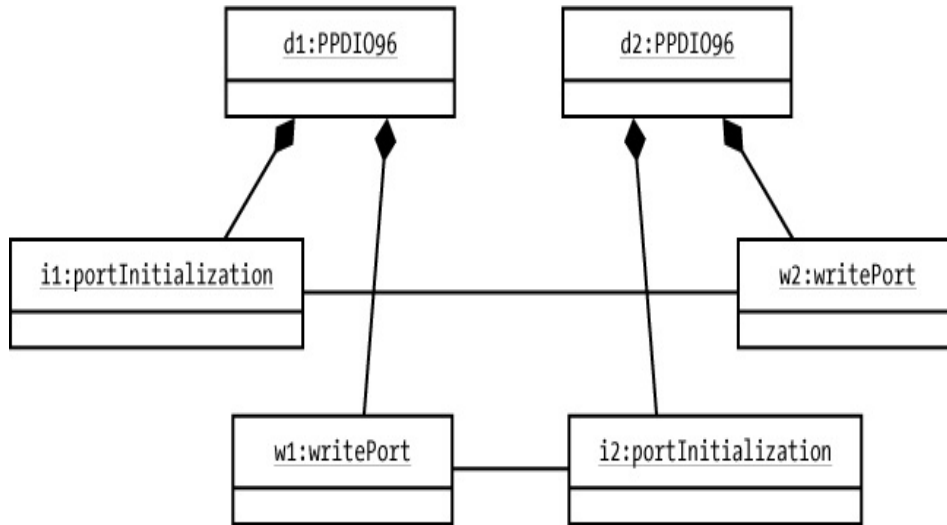 d1:PPDIO96
d2:PPDIO96
i1:portInitialization
w2:writePort
w1:writePort
i2:portInitialization